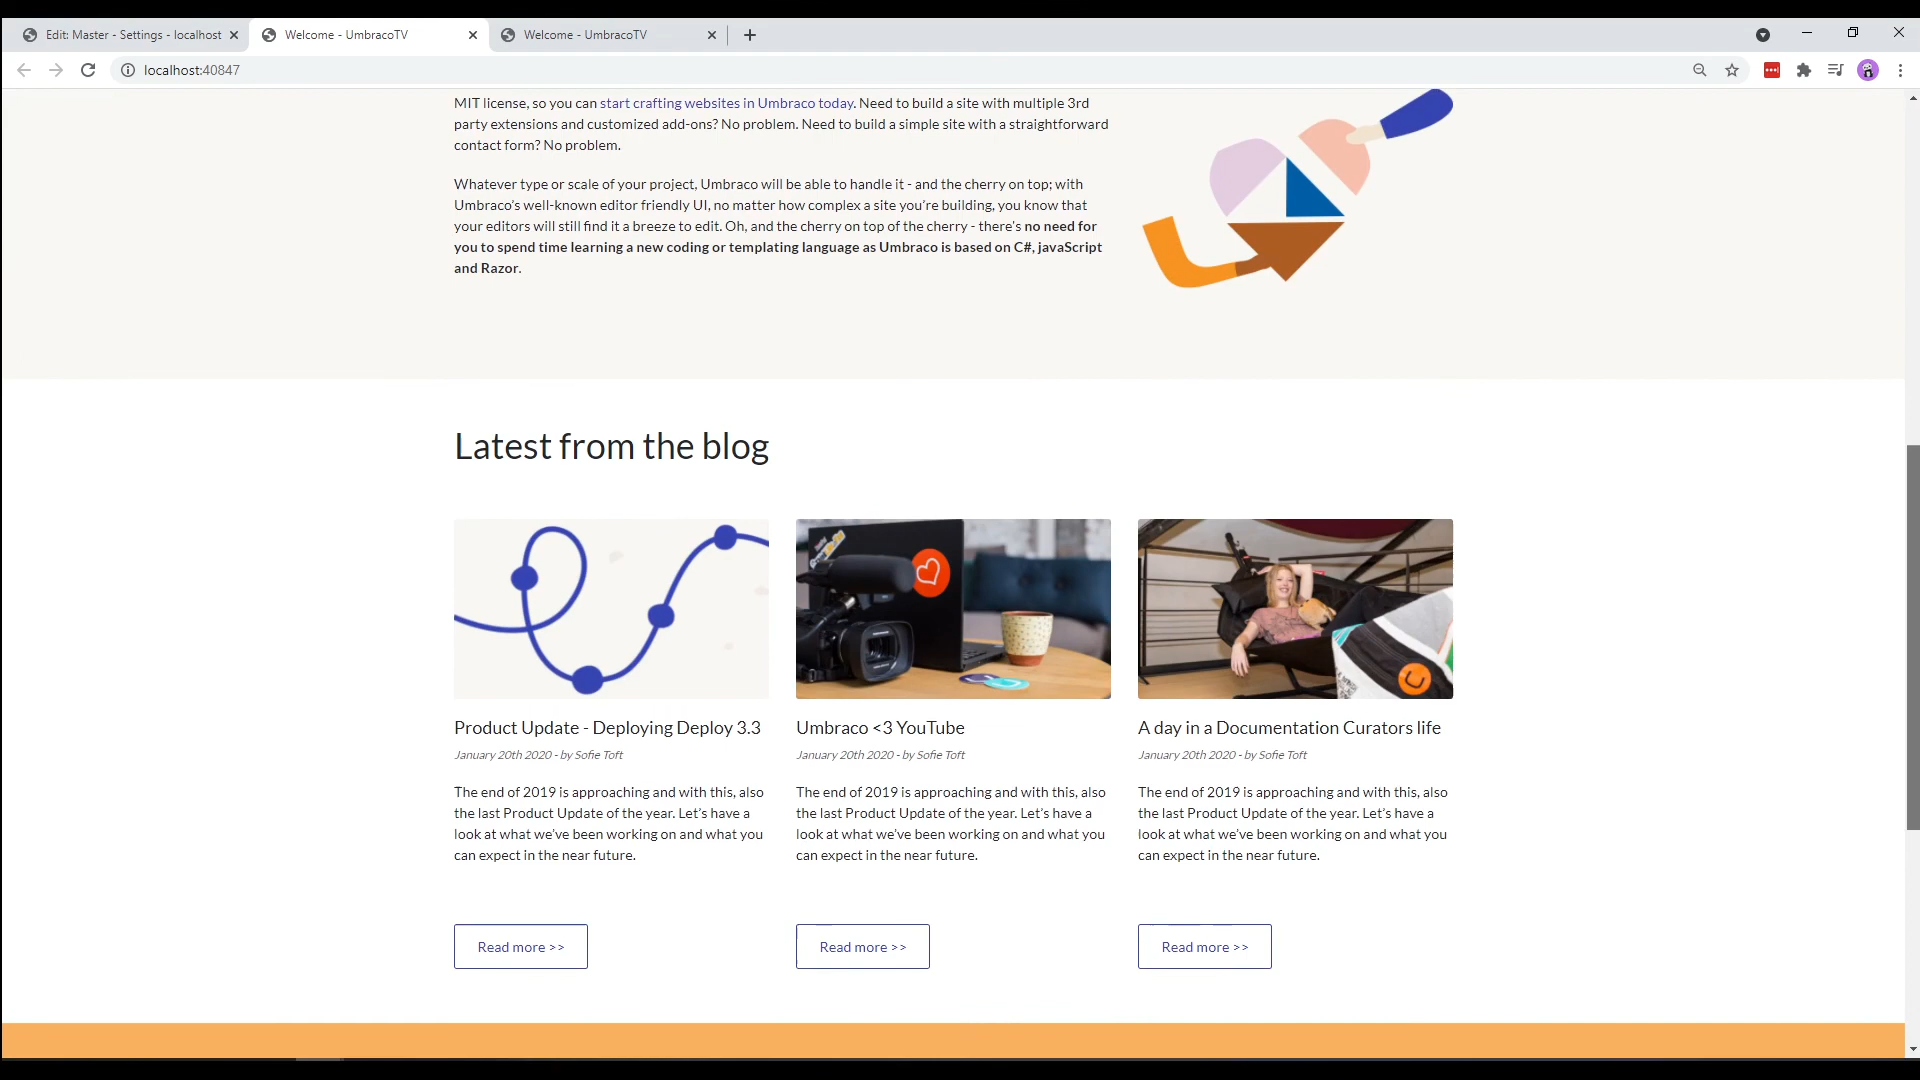 Edit: Master - Settings - localhost
Welcome - UmbracoTV
Welcome - UmbracoTV
localhost:40847
MIT license, so you can start crafting websites in Umbraco today. Need to build a site with multiple 3rd
party extensions and customized add-ons? No problem. Need to build a simple site with a straightforward
contact form? No problem.
Whatever type or scale of your project, Umbraco will be able to handle it - and the cherry on top; with
Umbraco’s well-known editor friendly UI, no matter how complex a site you’re building, you know that
your editors will still find it a breeze to edit. Oh, and the cherry on top of the cherry - there's no need for
you to spend time learning a new coding or templating language as Umbraco is based on C#, javaScript
and Razor.
Latest from the blog
Product Update - Deploying Deploy 3.3
January 20th 2020 - by Sofie Toft
The end of 2019 is approaching and with this, also
the last Product Update of the year. Let’s have a
look at what we’ve been working on and what you
can expect in the near future.
Read more >>
Umbraco <3 YouTube
January 20th 2020 - by Sofie Toft
The end of 2019 is approaching and with this, also
the last Product Update of the year. Let’s have a
look at what we’ve been working on and what you
can expect in the near future.
Read more >>
A day in a Documentation Curators life
January 20th 2020 - by Sofie Toft
The end of 2019 is approaching and with this, also
the last Product Update of the year. Let’s have a
look at what we’ve been working on and what you
can expect in the near future.
Read more >>